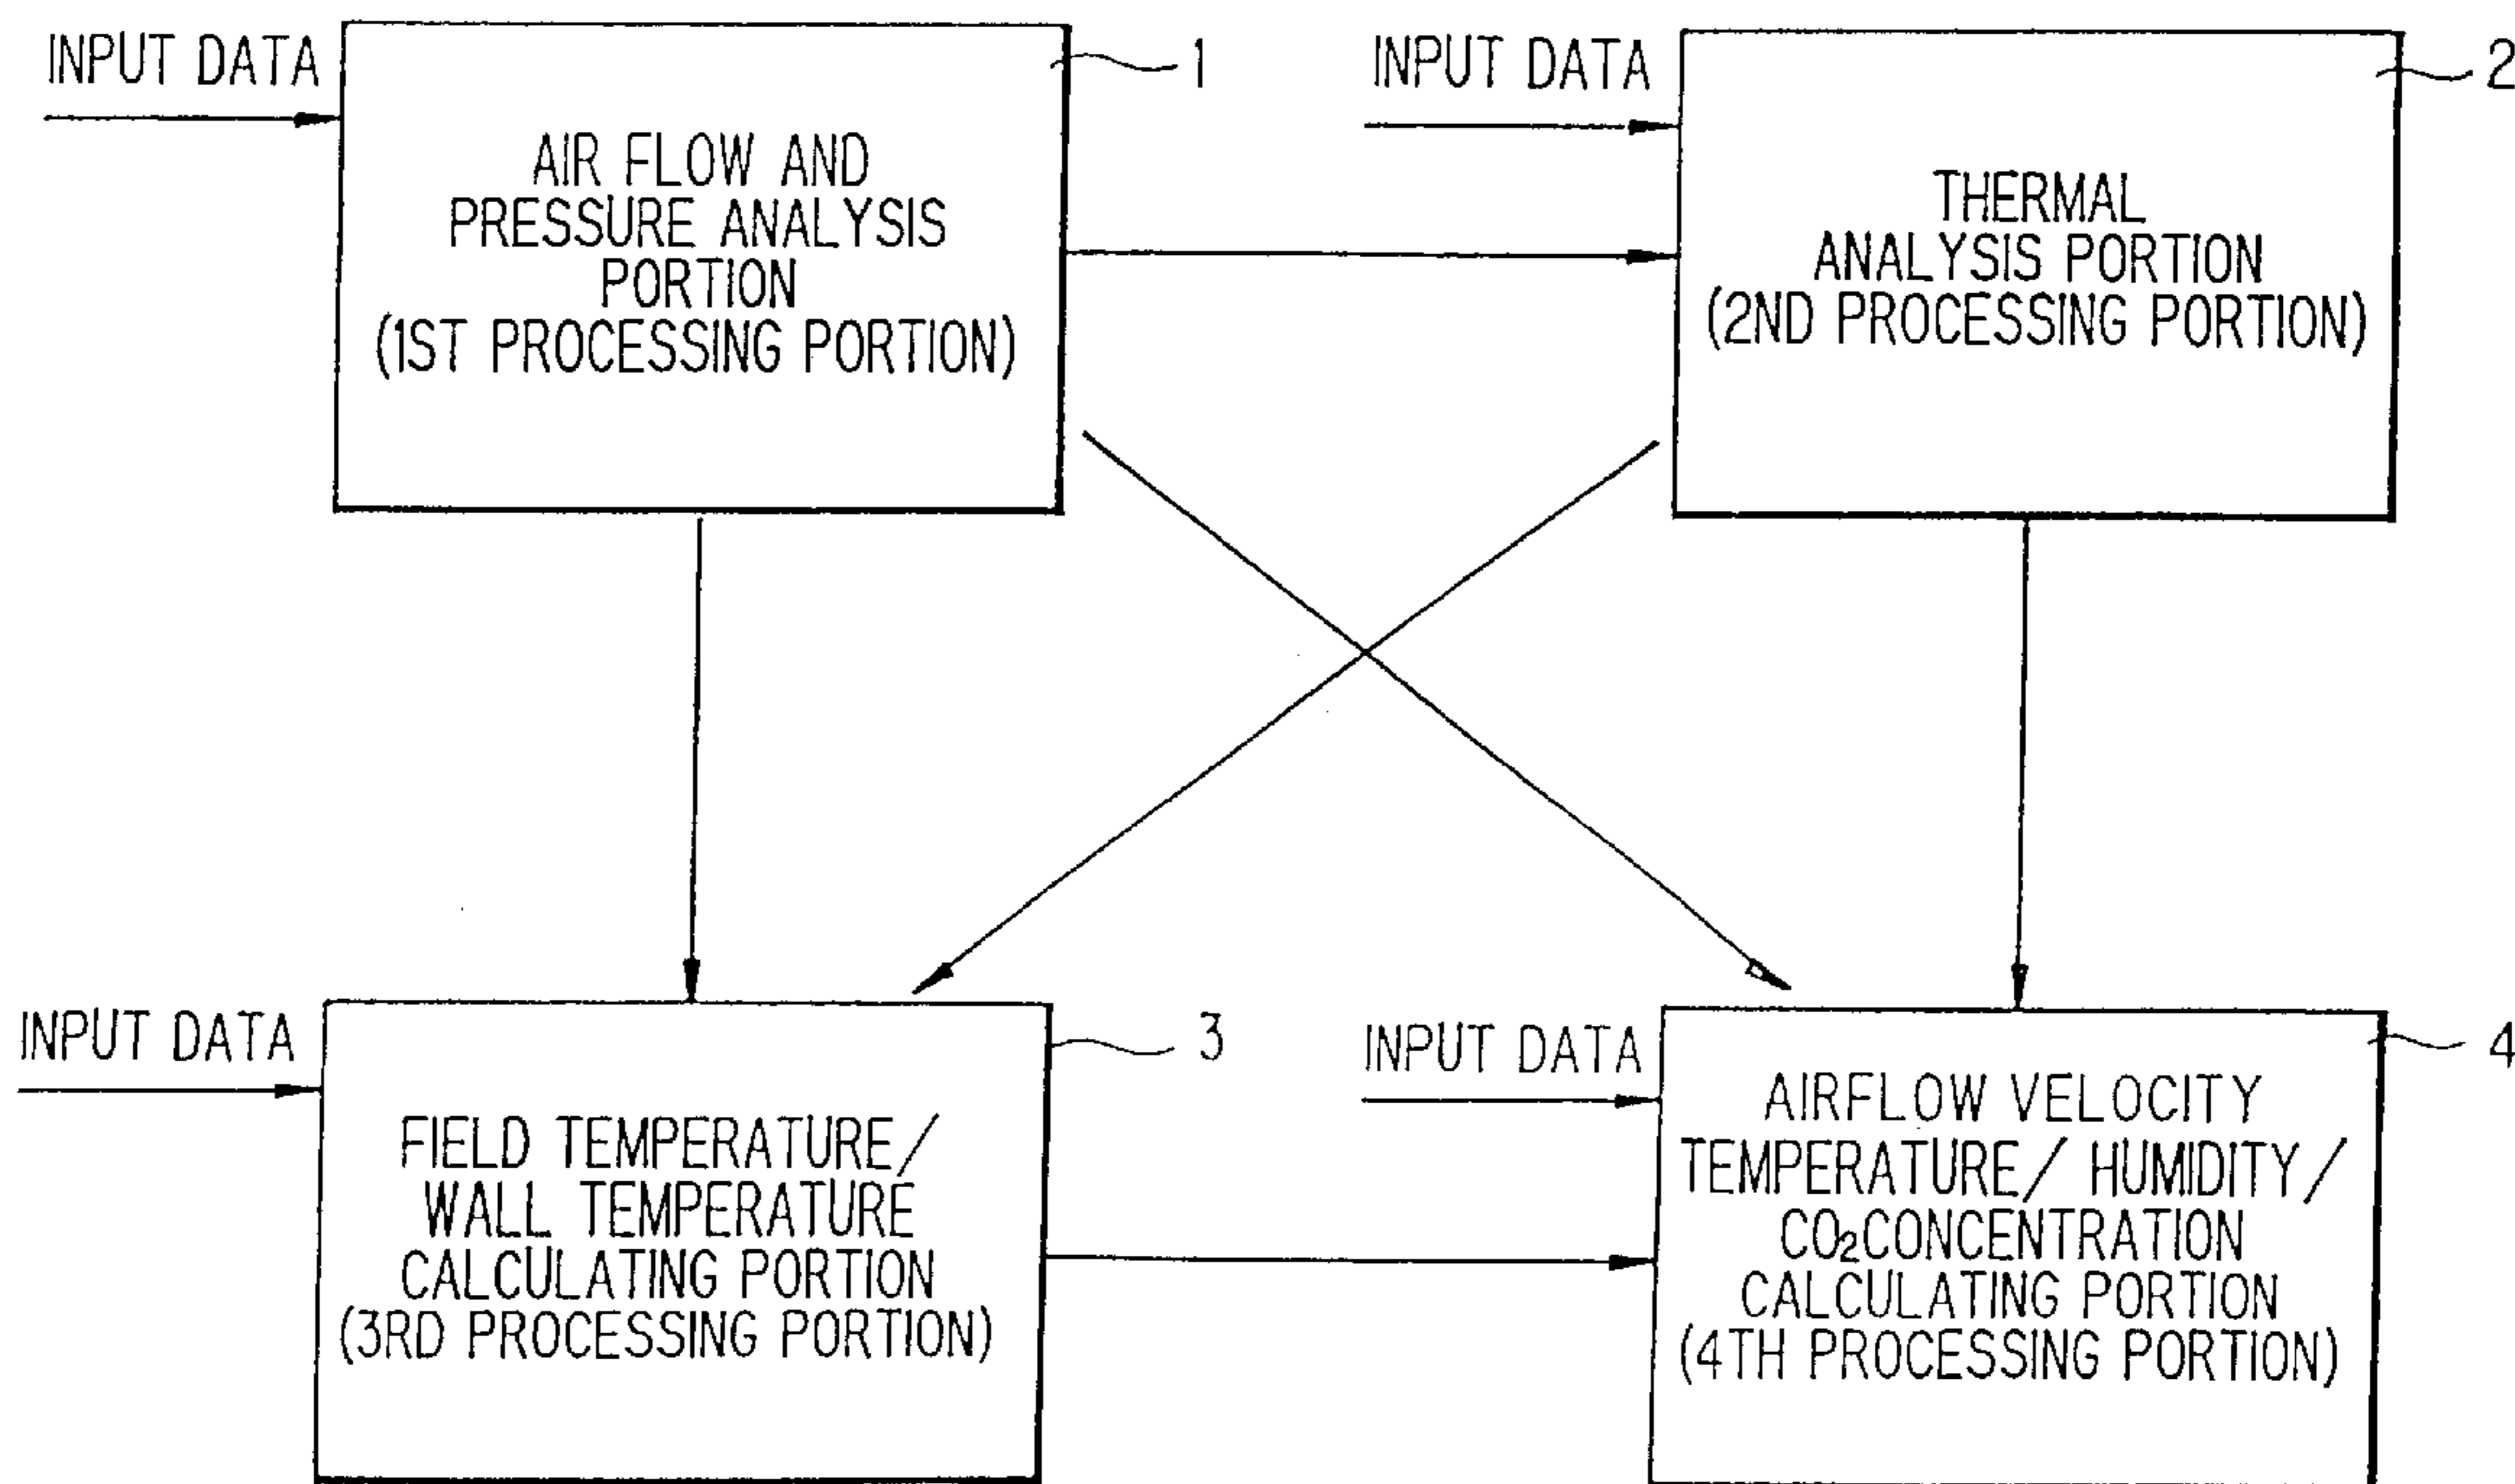 INPUT DATA
1
AIR FLOW AND
PRESSURE ANALYSIS
PORTION
(1ST PROCESSING PORTION)
INPUT DATA
2
THERMAL
ANALYSIS PORTION
(2ND PROCESSING PORTION)
INPUT DATA
3
FIELD TEMPERATURE/
WALL TEMPERATURE
CALCULATING PORTION
(3RD PROCESSING PORTION)
INPUT DATA
4
AIRFLOW VELOCITY
TEMPERATURE/ HUMIDITY/
CO₂CONCENTRATION
CALCULATING PORTION
(4TH PROCESSING PORTION)